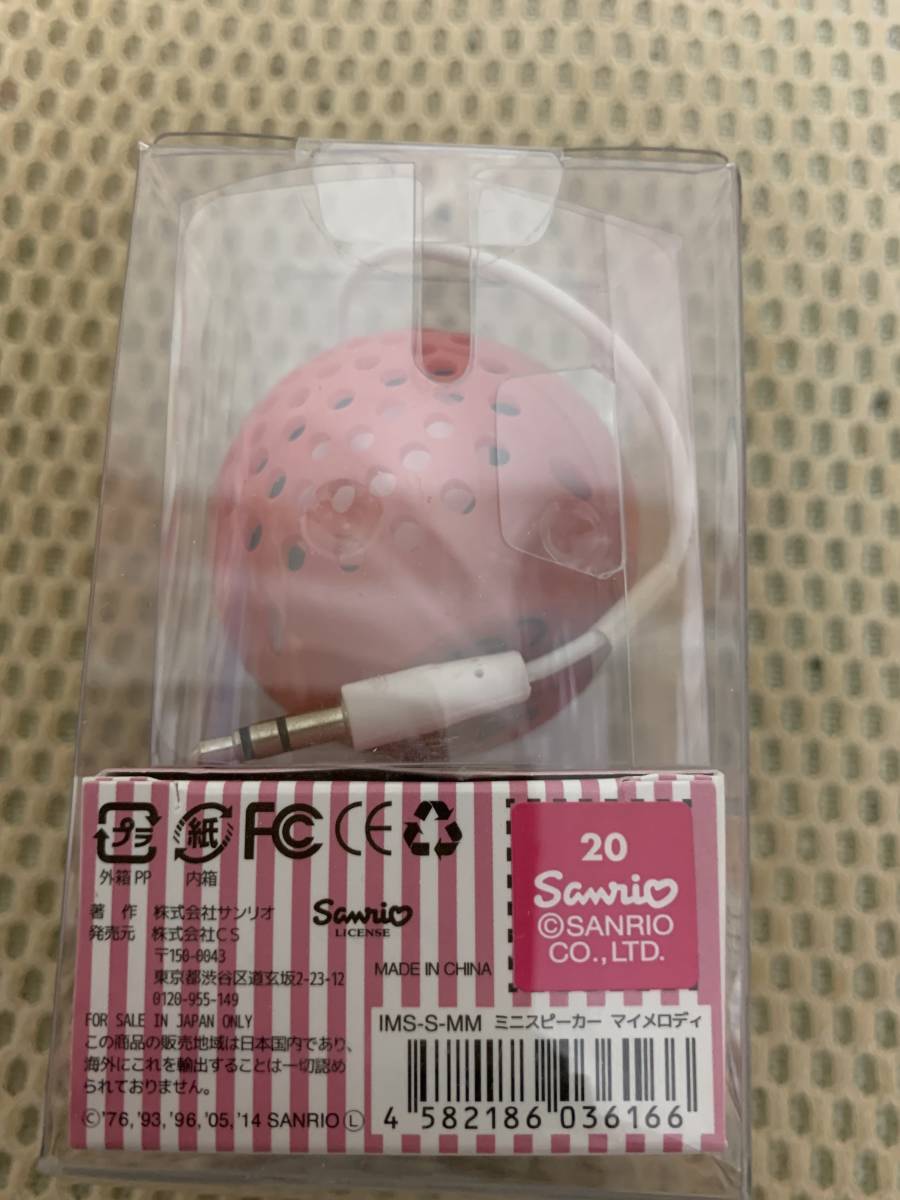 プラ
紙
FC
CE
外箱 PP
内箱
著 作 株式会社サンリオ
発売元 株式会社CS
〒150-0043
東京都渋谷区道玄坂2-23-12
0120-955-149
Sanrio
LICENSE
MADE IN CHINA
20
Sanrio
©SANRIO
CO.,LTD.
FOR SALE IN JAPAN ONLY
この商品の販売地域は日本国内であり、
海外にこれを輸出することは一切認め
られておりません。
©'76,'93,'96,'05,'14 SANRIO Ⓛ
IMS-S-MM ミニスピーカー マイメロディ
4 582186 036166